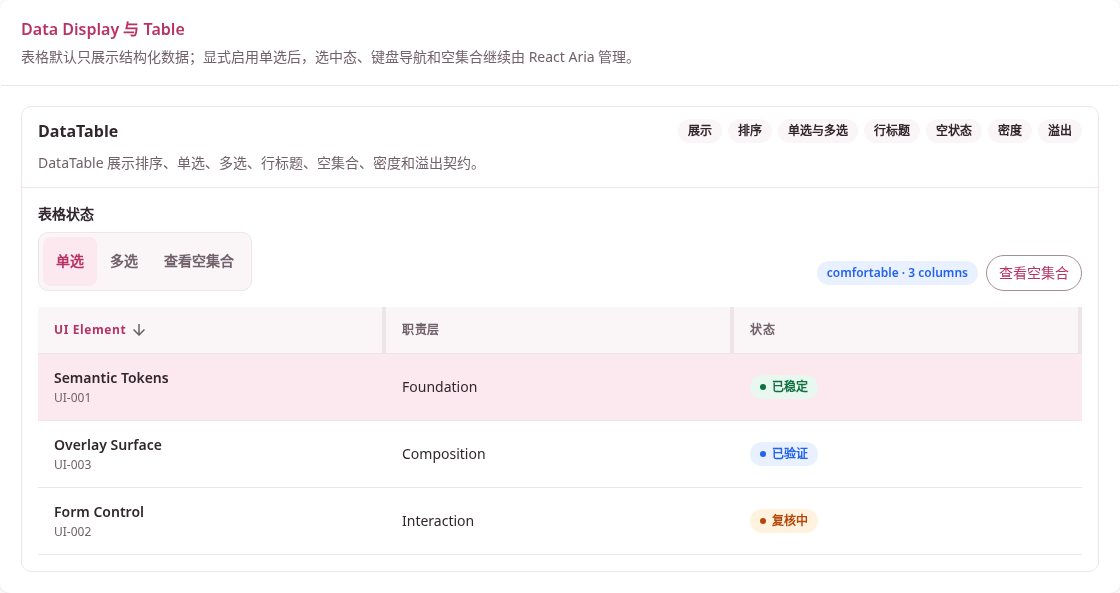 Data Display 与 Table
表格默认只展示结构化数据；显式启用单选后，选中态、键盘导航和空集合继续由 React Aria 管理。
DataTable
展示 排序 单选与多选 行标题 空状态 密度 溢出
DataTable 展示排序、单选、多选、行标题、空集合、密度和溢出契约。
表格状态
单选 多选 查看空集合
comfortable · 3 columns 查看空集合
UI Element 职责层 状态
Semantic Tokens
UI-001
Foundation
已稳定
Overlay Surface
UI-003
Composition
已验证
Form Control
UI-002
Interaction
复核中